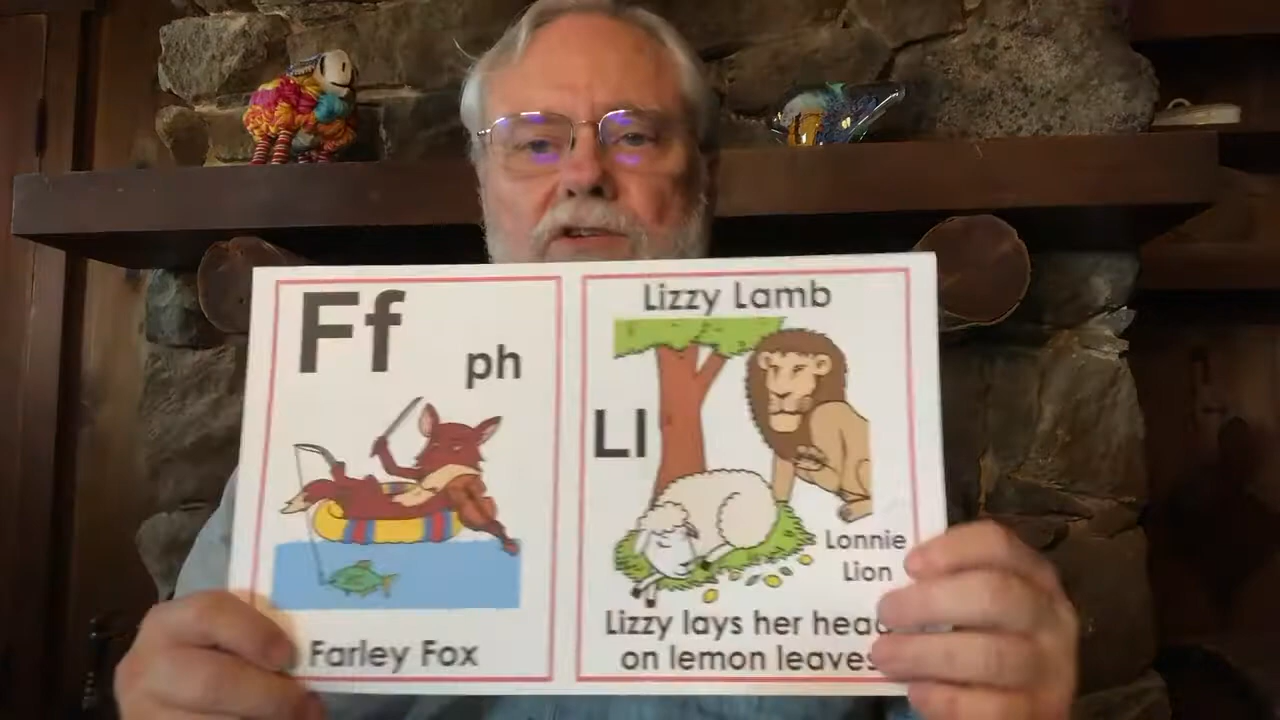 Ff
ph
Farley Fox
Lizzy Lamb
Ll
Lonnie
Lion
Lizzy lays her head
on lemon leaves